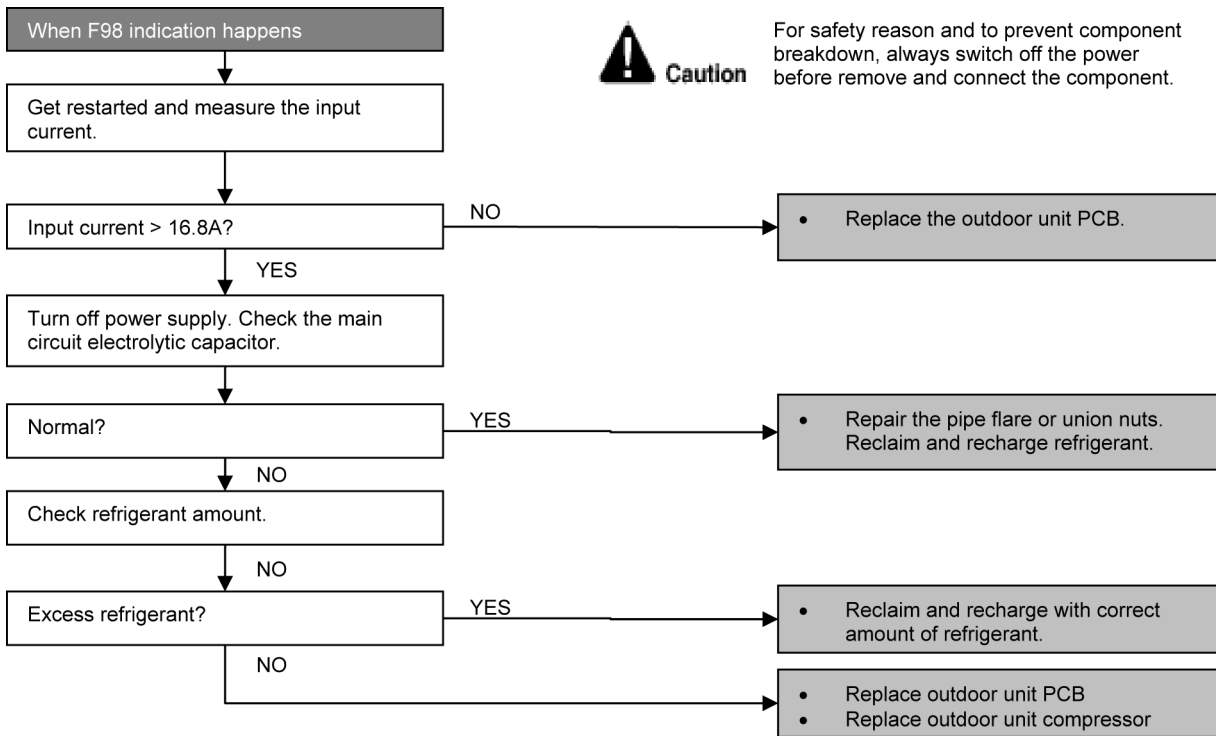 When F98 indication happens
Caution
For safety reason and to prevent component
breakdown, always switch off the power
before remove and connect the component.
Get restarted and measure the input
current.
Input current > 16.8A?
NO
• Replace the outdoor unit PCB.
YES
Turn off power supply. Check the main
circuit electrolytic capacitor.
Normal?
YES
• Repair the pipe flare or union nuts.
Reclaim and recharge refrigerant.
NO
Check refrigerant amount.
NO
Excess refrigerant?
YES
• Reclaim and recharge with correct
amount of refrigerant.
NO
• Replace outdoor unit PCB
• Replace outdoor unit compressor